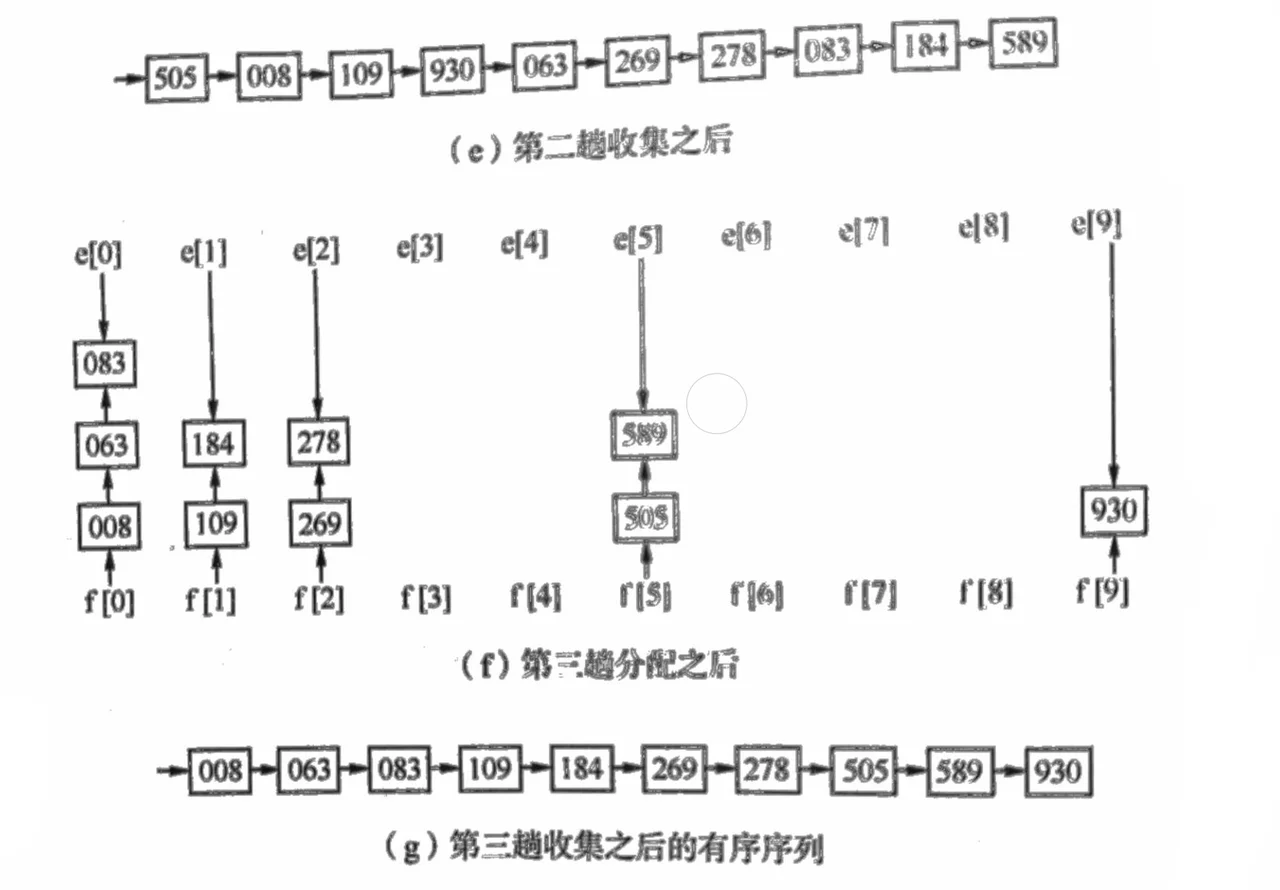 505 008 109 930 063 269 278 083 184 589
(e)第二趟收集之后
e[0] e[1] e[2] e[3] e[4] e[5] e[6] e[7] e[8] e[9]
083
063 184 278 589
008 109 269 505 930
f[0] f[1] f[2] f[3] f[4] f[5] f[6] f[7] f[8] f[9]
(f)第三趟分配之后
008 063 083 109 184 269 278 505 589 930
(g)第三趟收集之后的有序序列